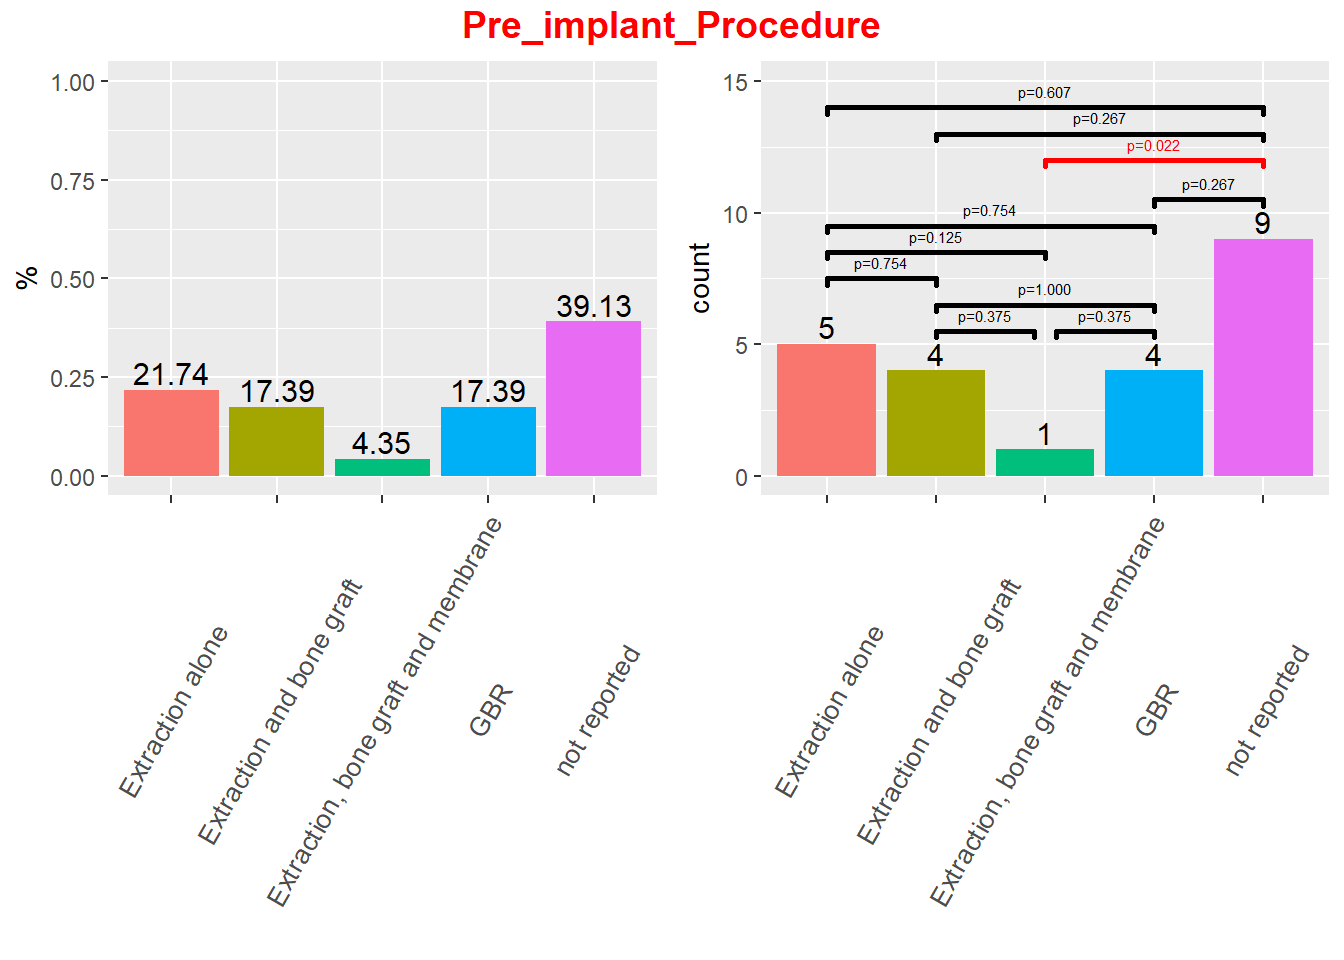 Pre_implant_Procedure
%
1.00
0.75
0.50
0.25
0.00
21.74
17.39
4.35
17.39
39.13
Extraction alone
Extraction and bone graft
Extraction, bone graft and membrane
GBR
not reported
count
15
10
5
0
p=0.607
p=0.267
p=0.022
p=0.267
p=0.754
p=0.125
p=0.754
p=1.000
p=0.375
p=0.375
5
4
1
4
9
Extraction alone
Extraction and bone graft
Extraction, bone graft and membrane
GBR
not reported